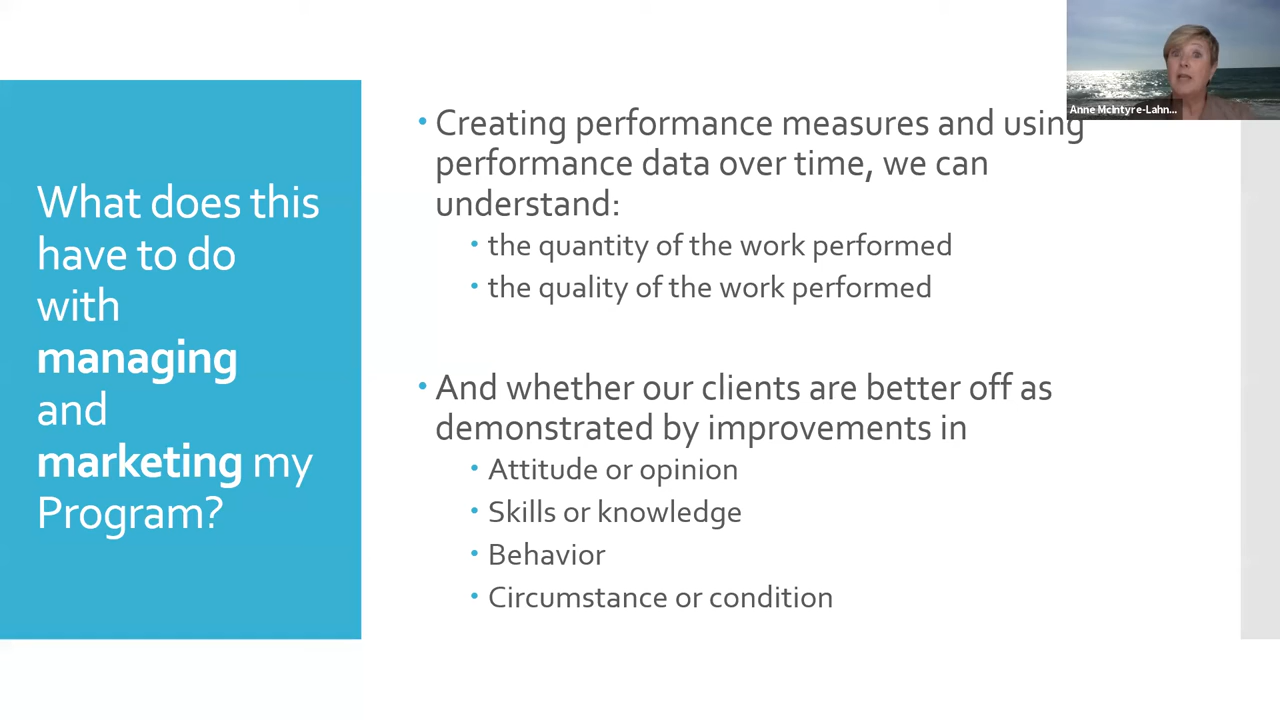 What does this
have to do
with
managing
and
marketing my
Program?
• Creating performance measures and using
performance data over time, we can
understand:
• the quantity of the work performed
• the quality of the work performed
• And whether our clients are better off as
demonstrated by improvements in
• Attitude or opinion
• Skills or knowledge
• Behavior
• Circumstance or condition
Anne McIntyre-Lahn...